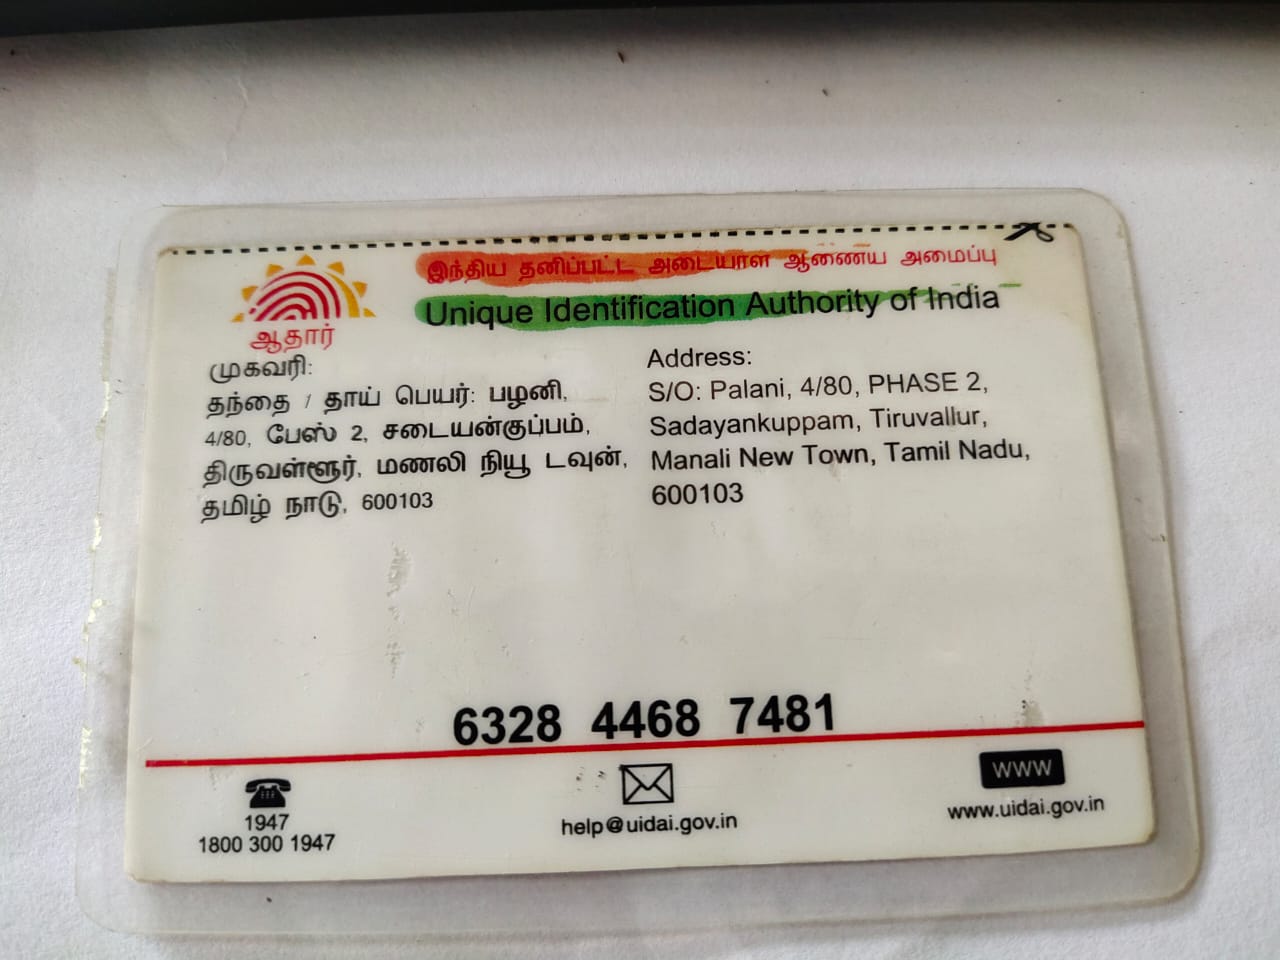 இந்திய தனிப்பட்ட அடையாள ஆணைய அமைப்பு
Unique Identification Authority of India
ஆதார்
முகவரி:
தந்தை / தாய் பெயர்: பழனி,
4/80, பேஸ் 2, சடையன்குப்பம்,
திருவள்ளூர், மணலி நியூ டவுன்,
தமிழ் நாடு, 600103
Address:
S/O: Palani, 4/80, PHASE 2,
Sadayankuppam, Tiruvallur,
Manali New Town, Tamil Nadu,
600103
6328 4468 7481
1947
1800 300 1947
help@uidai.gov.in
WWW
www.uidai.gov.in